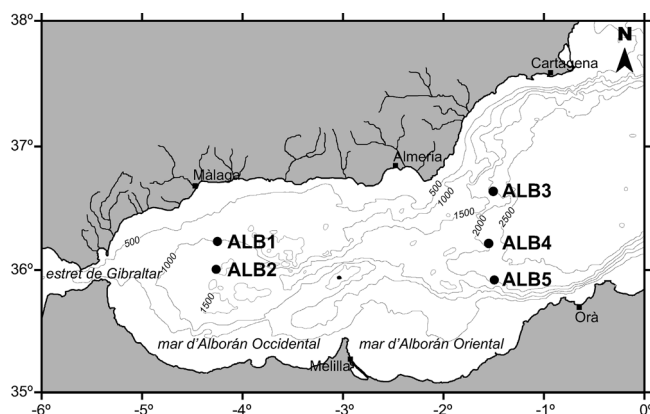 38º
N
Cartagena
37º
Almeria
Màlaga
500
1000
1500
2000
2500
ALB3
500
ALB1
ALB4
1000
36º
estret de Gibraltar
ALB2
ALB5
1500
Orà
mar d'Alborán Occidental
mar d'Alborán Oriental
Melilla
35º
-6º
-5º
-4º
-3º
-2º
-1º
0º